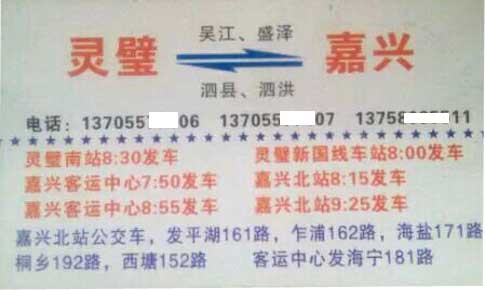 吴江、盛泽
灵璧 嘉兴
泗县、泗洪
电话:137055 06 137055 07 13758 11
灵璧南站8:30发车 灵璧新国线车站8:00发车
嘉兴客运中心7:50发车 嘉兴北站8:15发车
嘉兴客运中心8:55发车 嘉兴北站9:25发车
嘉兴北站公交车,发平湖161路,乍浦162路,海盐171路
桐乡192路,西塘152路 客运中心发海宁181路